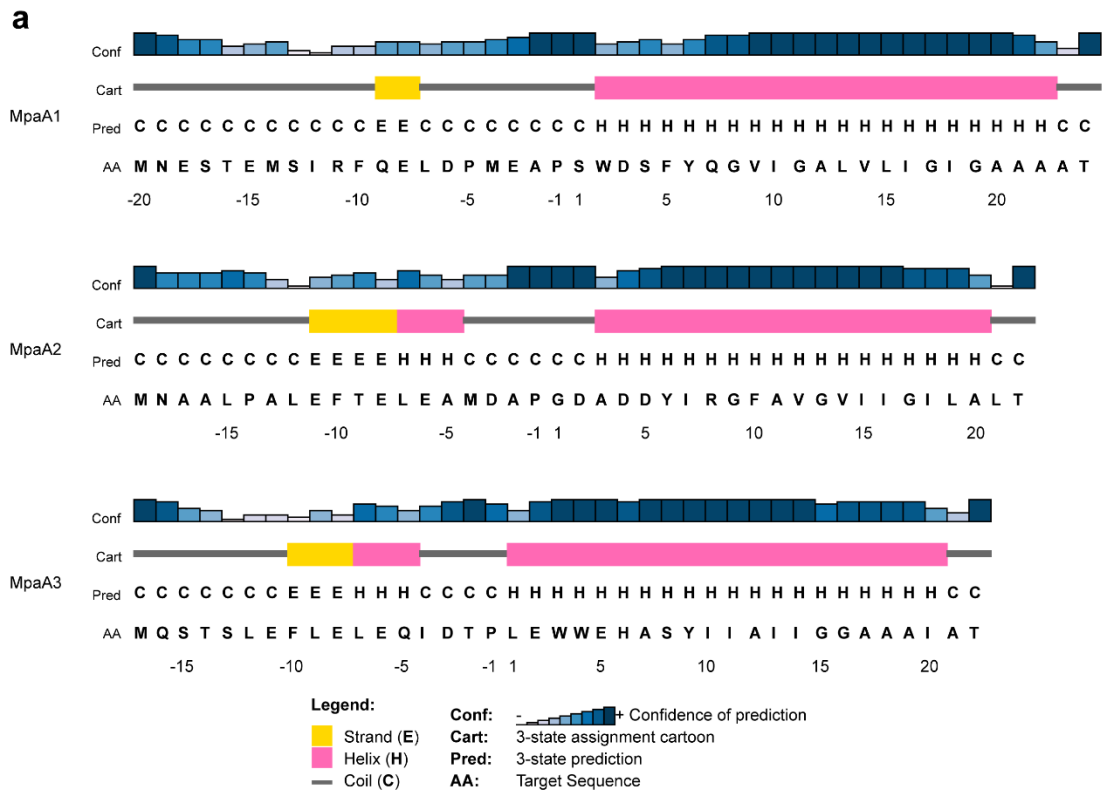 a
Conf
Cart
MpaA1
Pred C C C C C C C C C C C E E C C C C C C C C H H H H H H H H H H H H H H H H H H H H H C C
AA M N E S T E M S I R F Q E L D P M E A P S W D S F Y Q G V I G A L V L I G I G A A A A T
-20 -15 -10 -5 -1 1 5 10 15 20
Conf
Cart
MpaA2
Pred C C C C C C C C E E E E H H H C C C C C C H H H H H H H H H H H H H H H H H H C C
AA M N A A L P A L E F T E L E A M D A P G D A D D Y I R G F A V G V I I G I L A L T
-15 -10 -5 -1 1 5 10 15 20
Conf
Cart
MpaA3
Pred C C C C C C C E E E H H H C C C C H H H H H H H H H H H H H H H H H H H H C C
AA M Q S T S L E F L E L E Q I D T P L E W W E H A S Y I I A I I G G A A A I A T
-15 -10 -5 -1 1 5 10 15 20
Legend:
Strand (E)
Helix (H)
Coil (C)
Conf: - + Confidence of prediction
Cart: 3-state assignment cartoon
Pred: 3-state prediction
AA: Target Sequence